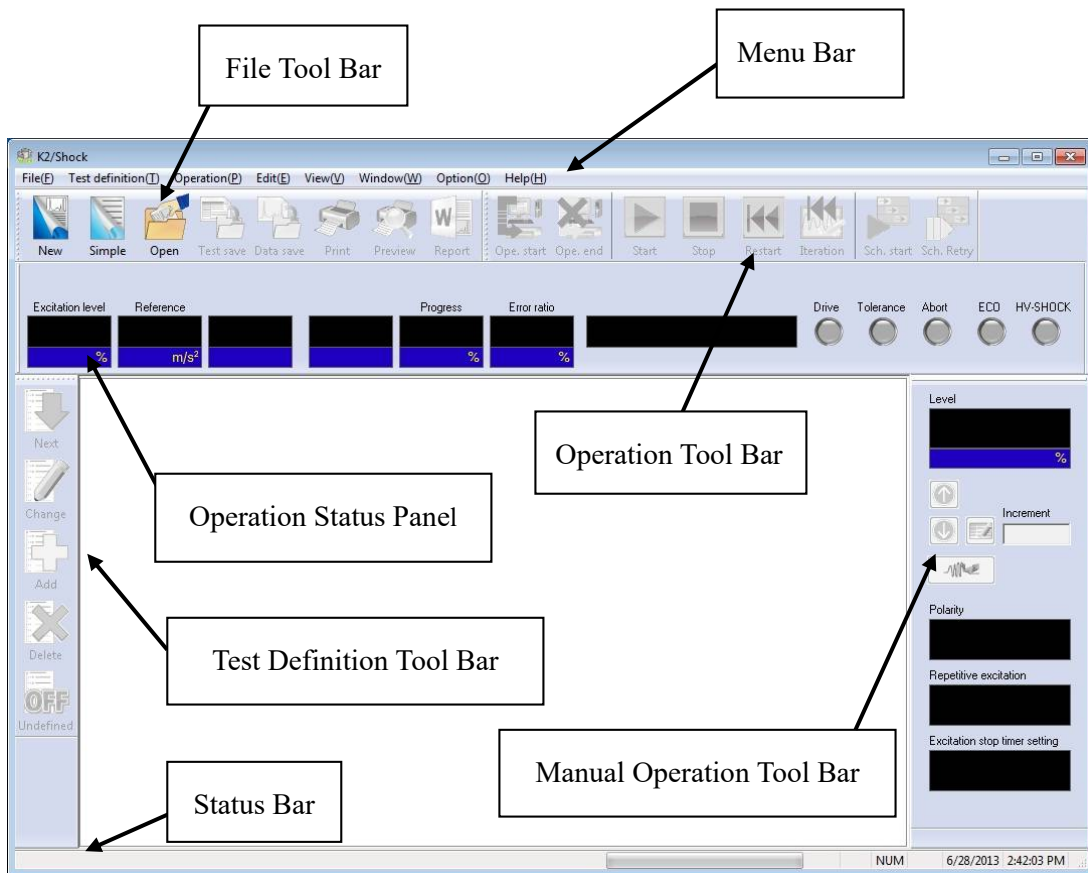 File Tool Bar
Menu Bar
K2/Shock
File(F) Test definition(T) Operation(P) Edit(E) View(V) Window(W) Option(O) Help(H)
New Simple Open Test save Data save Print Preview Report Ope. start Ope. end Start Stop Restart Iteration Sch. start Sch. Retry
Excitation level Reference Progress Error ratio Drive Tolerance Abort ECO HV-SHOCK
% m/s² % %
Next
Change
Add
Delete
OFF
Undefined
Operation Status Panel
Operation Tool Bar
Test Definition Tool Bar
Manual Operation Tool Bar
Status Bar
Level
%
Increment
Polarity
Repetitive excitation
Excitation stop timer setting
NUM 6/28/2013 2:42:03 PM